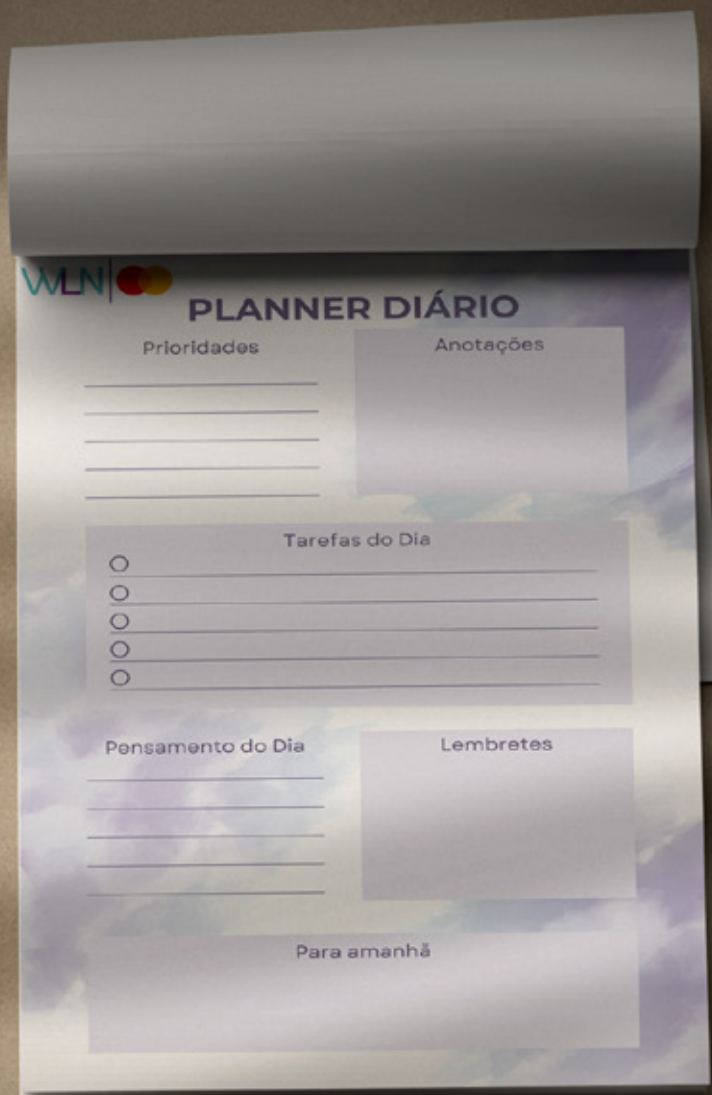 WLN
PLANNER DIÁRIO
Prioridades
Anotações
Tarefas do Dia
Pensamento do Dia
Lembretes
Para amanhã